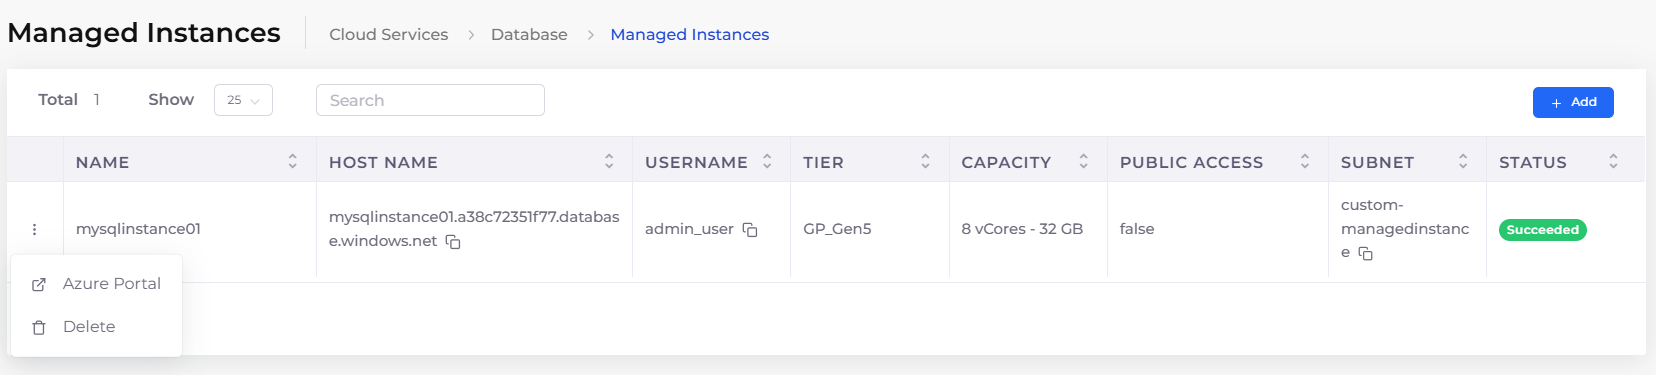 Managed Instances
Cloud Services > Database > Managed Instances
Total 1 Show 25 Search + Add
NAME HOST NAME USERNAME TIER CAPACITY PUBLIC ACCESS SUBNET STATUS
mysqlinstance01 mysqlinstance01.a38c72351f77.databas
e.windows.net admin_user GP_Gen5 8 vCores - 32 GB false custom-
managedinstanc
e Succeeded
Azure Portal
Delete